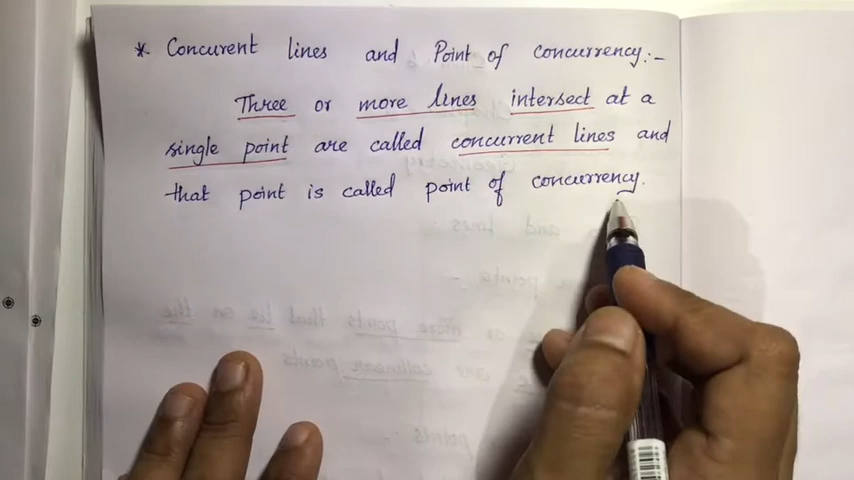 * Concurent lines and Point of concurrency:-
Three or more lines intersect at a
single point are called concurrent lines and
that point is called point of concurrency.